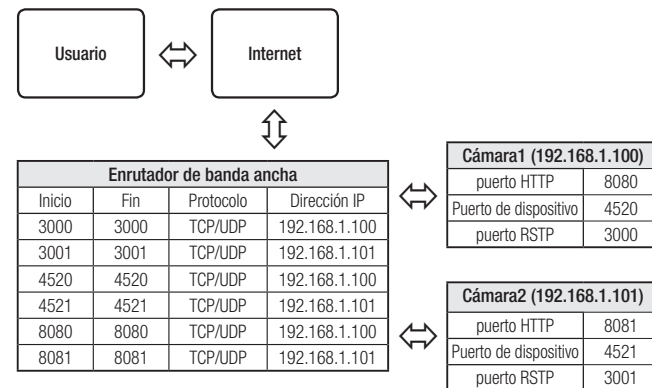 Usuario
Internet
Enrutador de banda ancha
Inicio Fin Protocolo Dirección IP
3000 3000 TCP/UDP 192.168.1.100
3001 3001 TCP/UDP 192.168.1.101
4520 4520 TCP/UDP 192.168.1.100
4521 4521 TCP/UDP 192.168.1.101
8080 8080 TCP/UDP 192.168.1.100
8081 8081 TCP/UDP 192.168.1.101
Cámara1 (192.168.1.100)
puerto HTTP 8080
Puerto de dispositivo 4520
puerto RSTP 3000
Cámara2 (192.168.1.101)
puerto HTTP 8081
Puerto de dispositivo 4521
puerto RSTP 3001